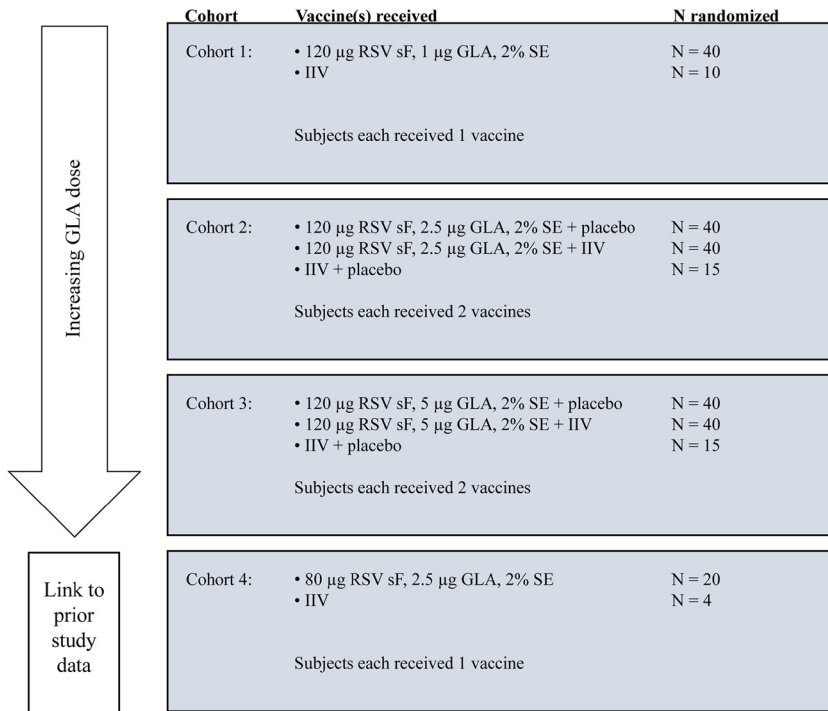 Cohort Vaccine(s) received N randomized
Increasing GLA dose
Cohort 1: • 120 µg RSV sF, 1 µg GLA, 2% SE N = 40
• IIV N = 10
Subjects each received 1 vaccine
Cohort 2: • 120 µg RSV sF, 2.5 µg GLA, 2% SE + placebo N = 40
• 120 µg RSV sF, 2.5 µg GLA, 2% SE + IIV N = 40
• IIV + placebo N = 15
Subjects each received 2 vaccines
Cohort 3: • 120 µg RSV sF, 5 µg GLA, 2% SE + placebo N = 40
• 120 µg RSV sF, 5 µg GLA, 2% SE + IIV N = 40
• IIV + placebo N = 15
Subjects each received 2 vaccines
Link to
prior
study
data
Cohort 4: • 80 µg RSV sF, 2.5 µg GLA, 2% SE N = 20
• IIV N = 4
Subjects each received 1 vaccine